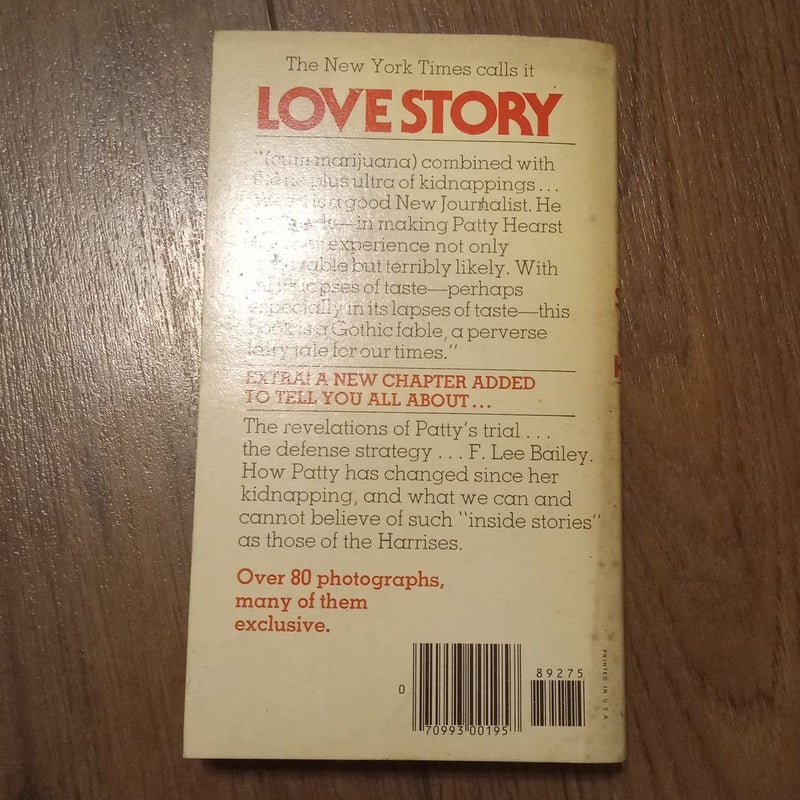 The New York Times calls it
LOVE STORY
"(cum marijuana) combined with
plus ultra of kidnappings...
good New Journalist. He
—in making Patty Hearst
experience not only
but terribly likely. With
lapses of taste—perhaps
especially in its lapses of taste—this
book is a Gothic fable, a perverse
fairy tale for our times."
EXTRA! A NEW CHAPTER ADDED
TO TELL YOU ALL ABOUT...
The revelations of Patty's trial...
the defense strategy... F. Lee Bailey.
How Patty has changed since her
kidnapping, and what we can and
cannot believe of such "inside stories"
as those of the Harrises.
Over 80 photographs,
many of them
exclusive.
89275
0
70993 00195
PRINTED IN U.S.A.